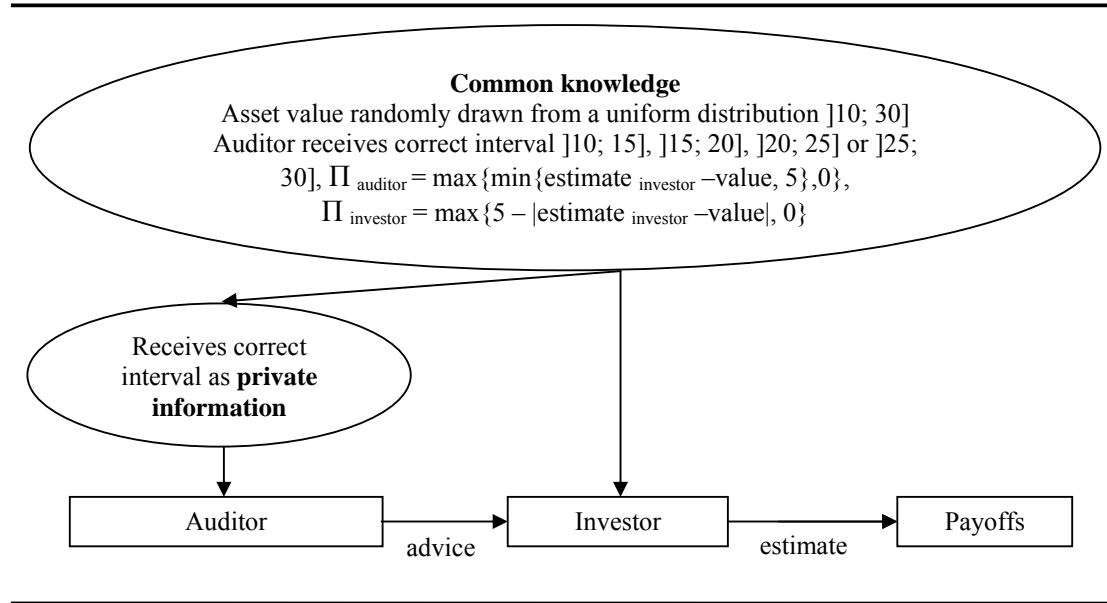 Common knowledge
Asset value randomly drawn from a uniform distribution ]10; 30]
Auditor receives correct interval ]10; 15], ]15; 20], ]20; 25] or ]25;
30], Π auditor = max{min{estimate investor –value, 5},0},
Π investor = max{5 – |estimate investor –value|, 0}
Receives correct
interval as private
information
Auditor
advice
Investor
estimate
Payoffs